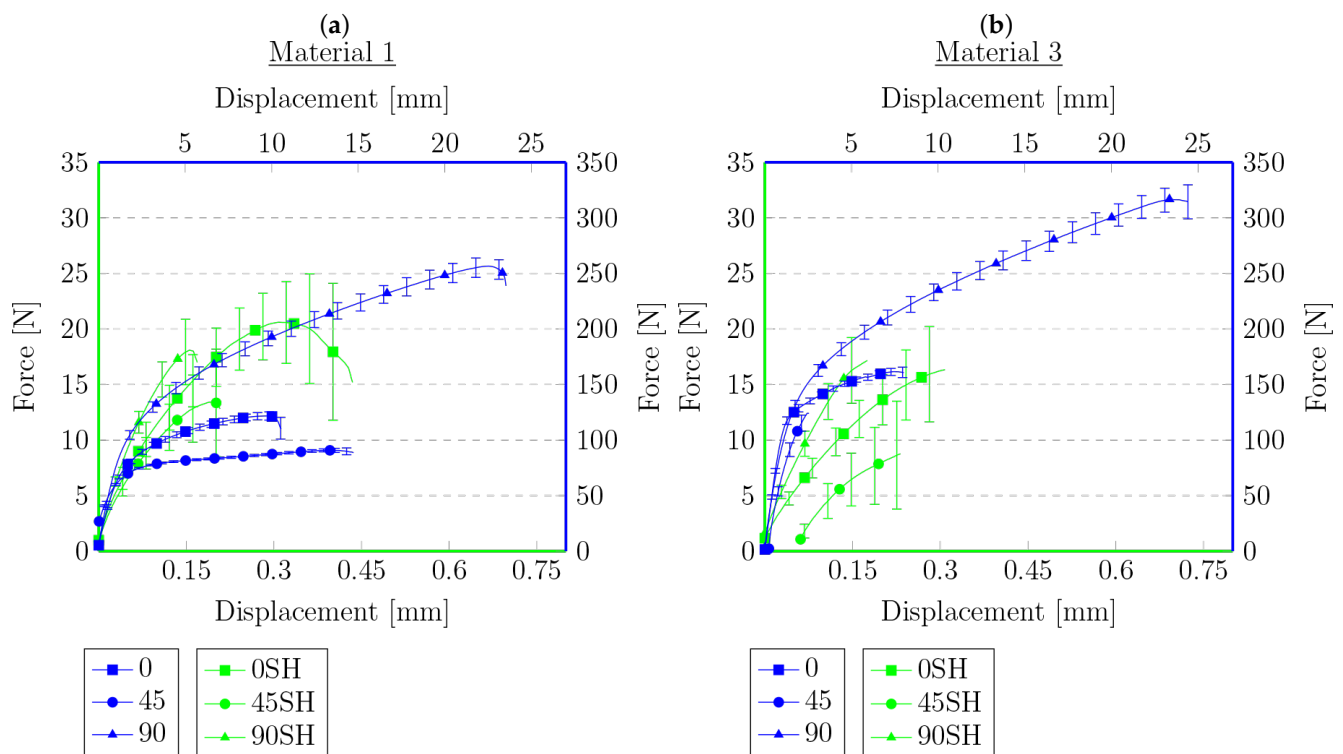 (a)
Material 1
Displacement [mm]
5 10 15 20 25
35 30 25 20 15 10 5 0
Force [N]
350 300 250 200 150 100 50 0
Force [N]
0.15 0.3 0.45 0.6 0.75
Displacement [mm]
0
45
90
0SH
45SH
90SH
(b)
Material 3
Displacement [mm]
5 10 15 20 25
35 30 25 20 15 10 5 0
Force [N]
350 300 250 200 150 100 50 0
Force [N]
0.15 0.3 0.45 0.6 0.75
Displacement [mm]
0
45
90
0SH
45SH
90SH